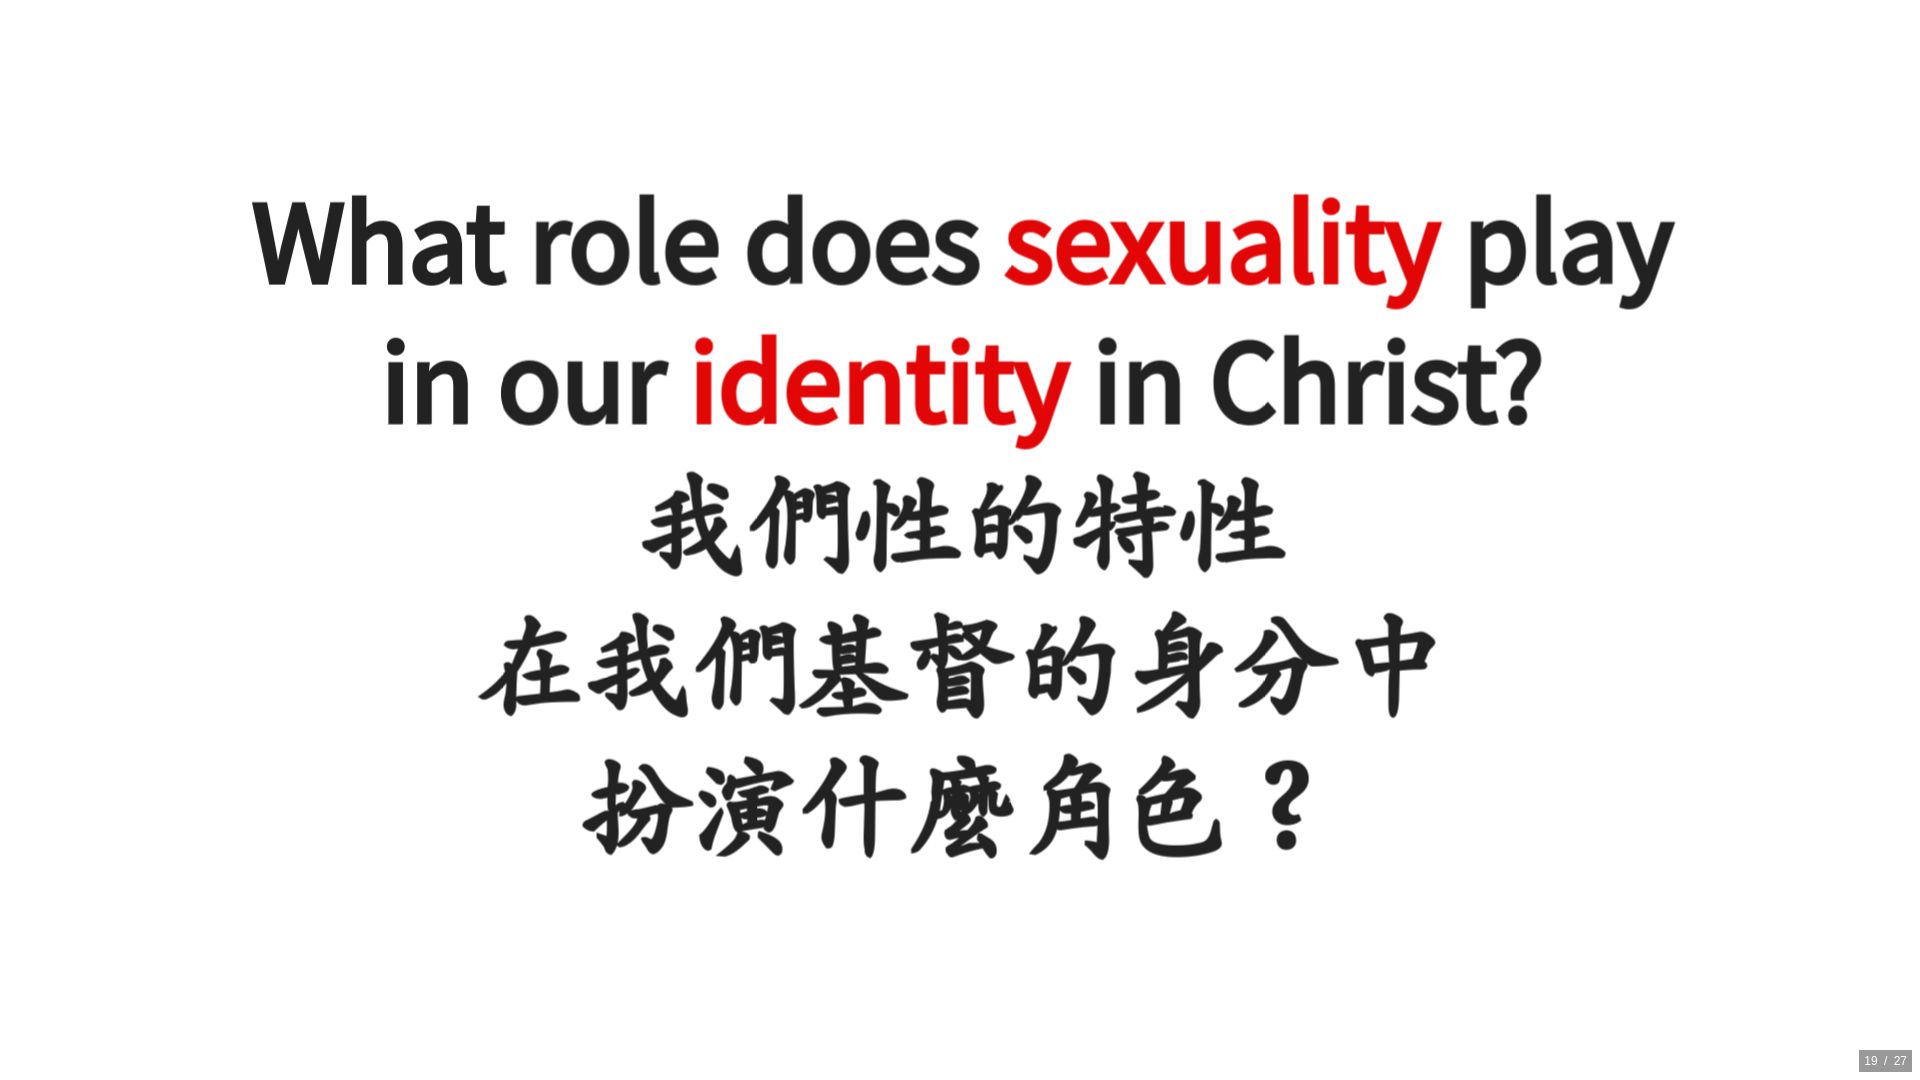 What role does sexuality play
in our identity in Christ?
我們性的特性
在我們基督的身分中
扮演什麼角色？
19 / 27